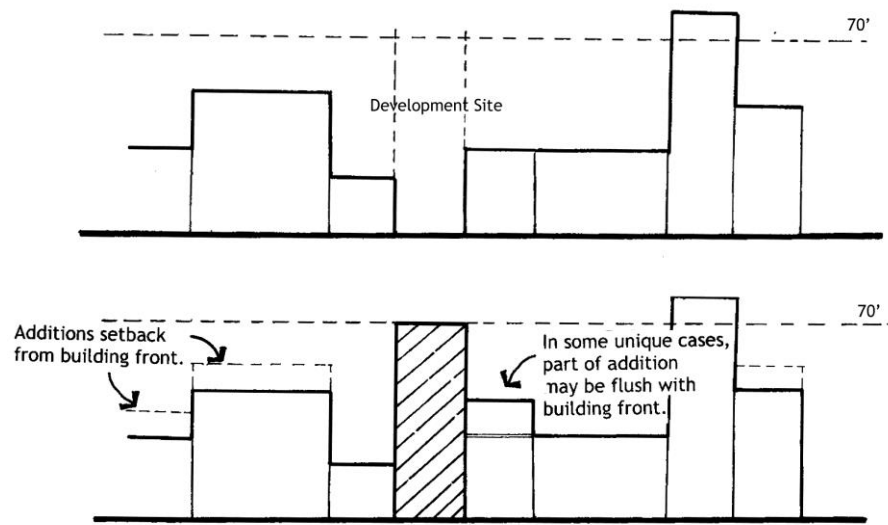 70'
Development Site
70'
Additions setback
from building front.
In some unique cases,
part of addition
may be flush with
building front.